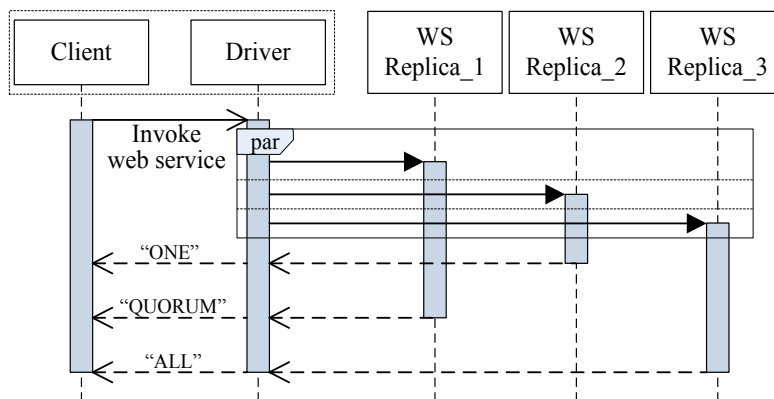 Client
Driver
WS
Replica_1
WS
Replica_2
WS
Replica_3
Invoke
web service
par
“ONE”
“QUORUM”
“ALL”